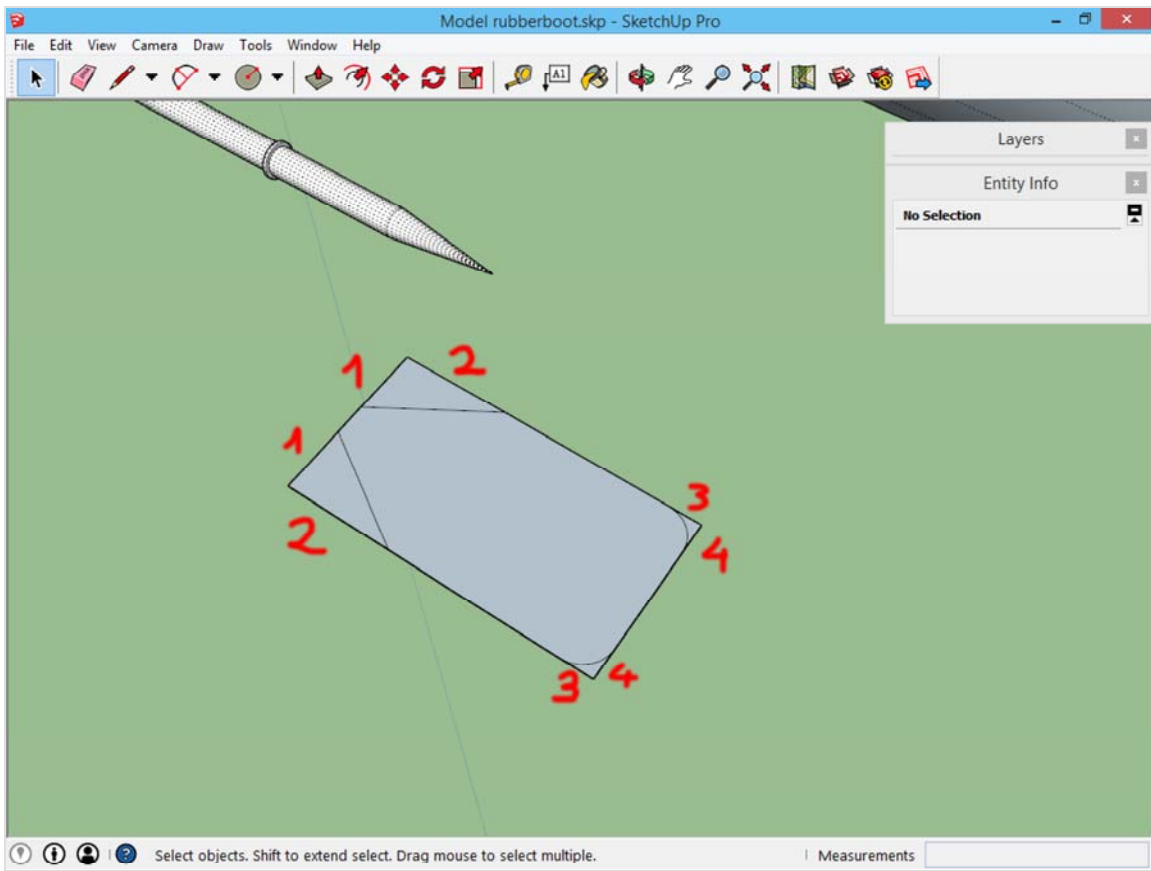 Model rubberboot.skp - SketchUp Pro
File Edit View Camera Draw Tools Window Help
A1
Layers
Entity Info
No Selection
1 2
1
2
3
4
3 4
Select objects. Shift to extend select. Drag mouse to select multiple.
Measurements